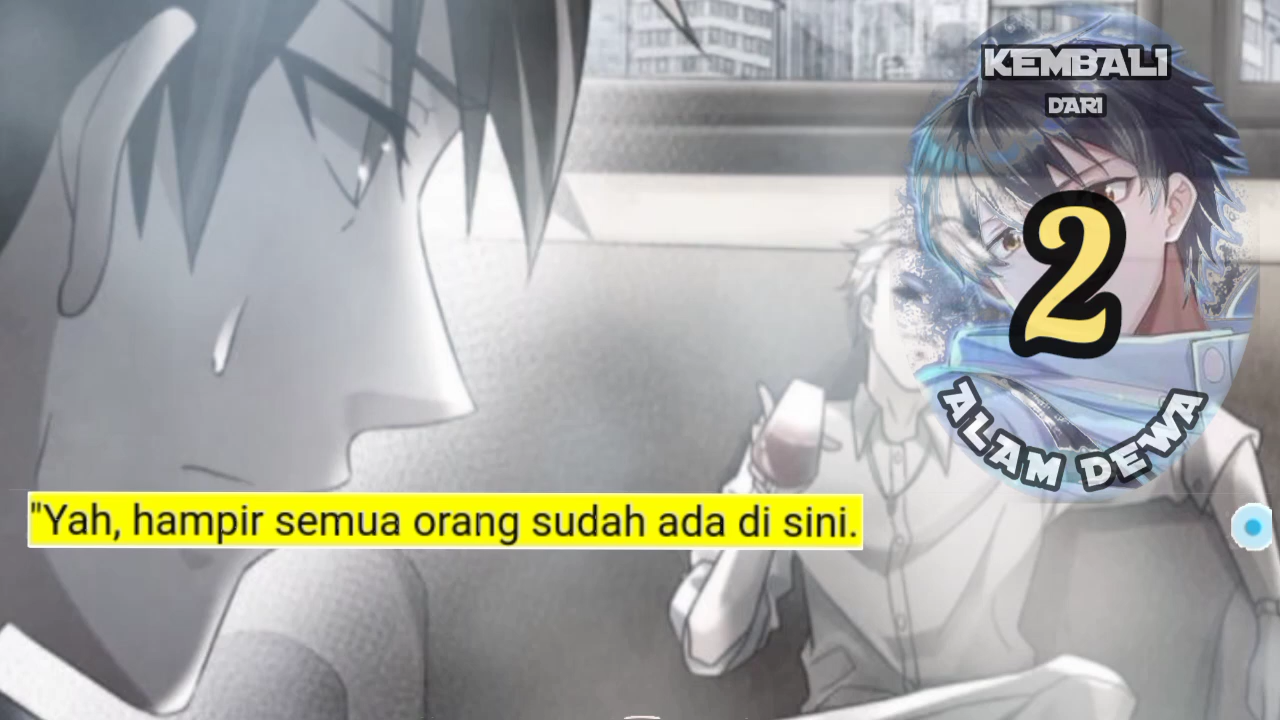 KEMBALI
DARI
2
ALAM DEWA
"Yah, hampir semua orang sudah ada di sini.